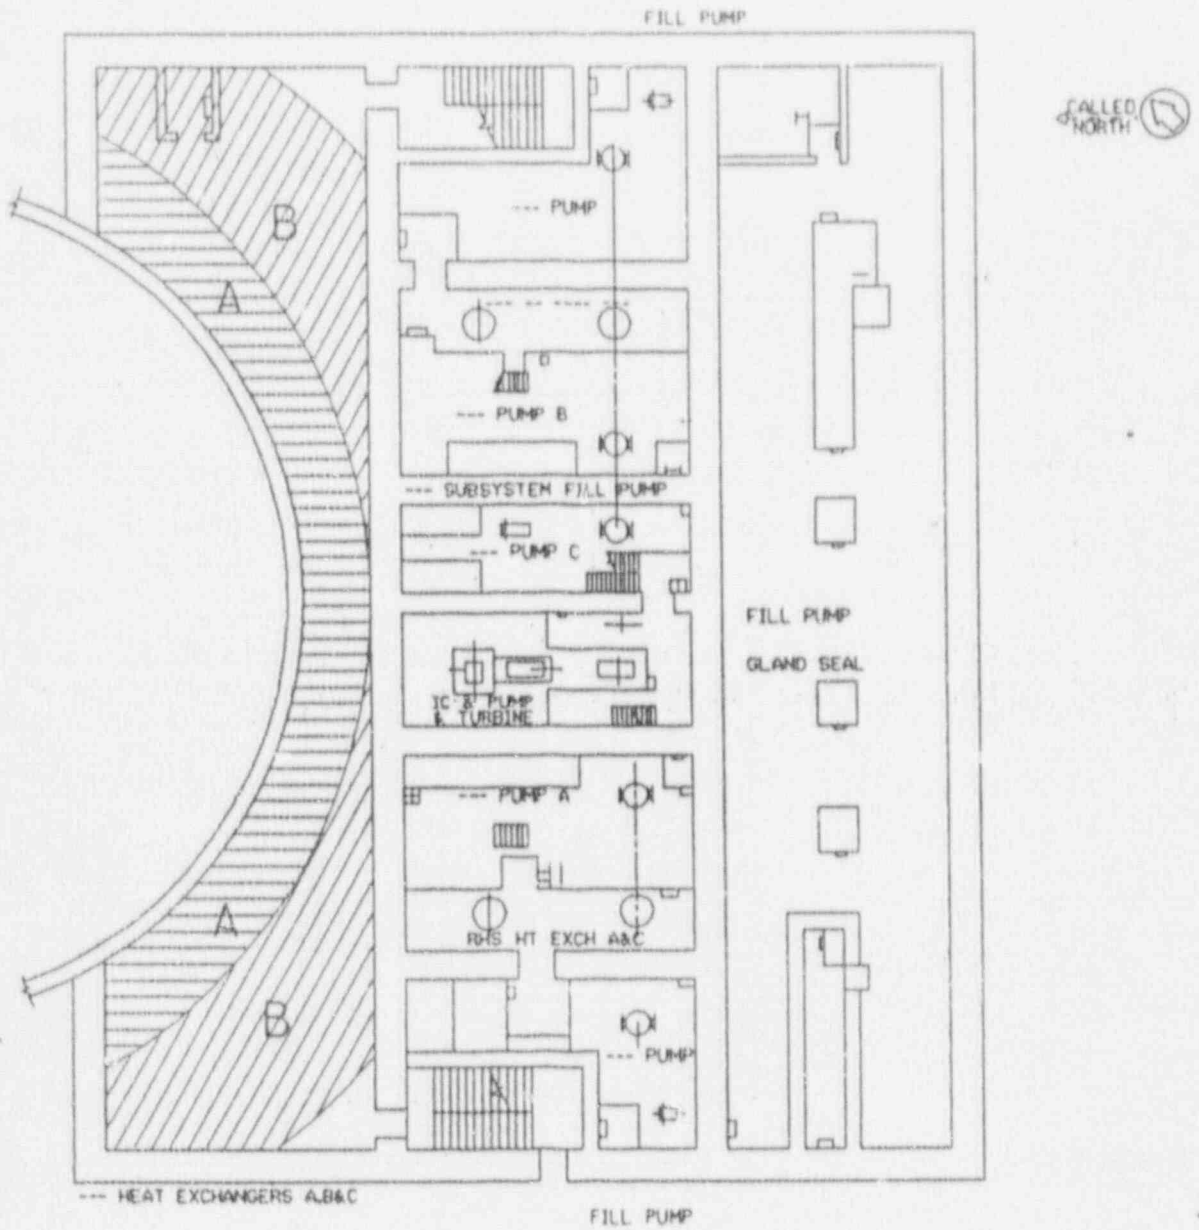 FILL PUMP
CALLED
NORTH
B
--- PUMP
A
--- PUMP B
--- SUBSYSTEM FILL PUMP
--- PUMP C
FILL PUMP
GLAND SEAL
PUMP
& TURBINE
--- PUMP A
A
RHS HT EXCH A&C
B
--- PUMP
--- HEAT EXCHANGERS A,B&C
FILL PUMP